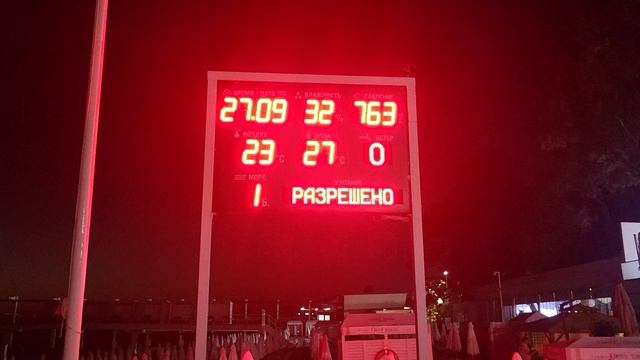 ВРЕМЯ / ДАТА ВЛАЖНОСТЬ ДАВЛЕНИЕ
27.09 32 % 763
ВОЗДУХ ВОДА ВЕТЕР
23 °C 27 °C 0
МОРЕ КУПАНИЕ
1 Б. РАЗРЕШЕНО